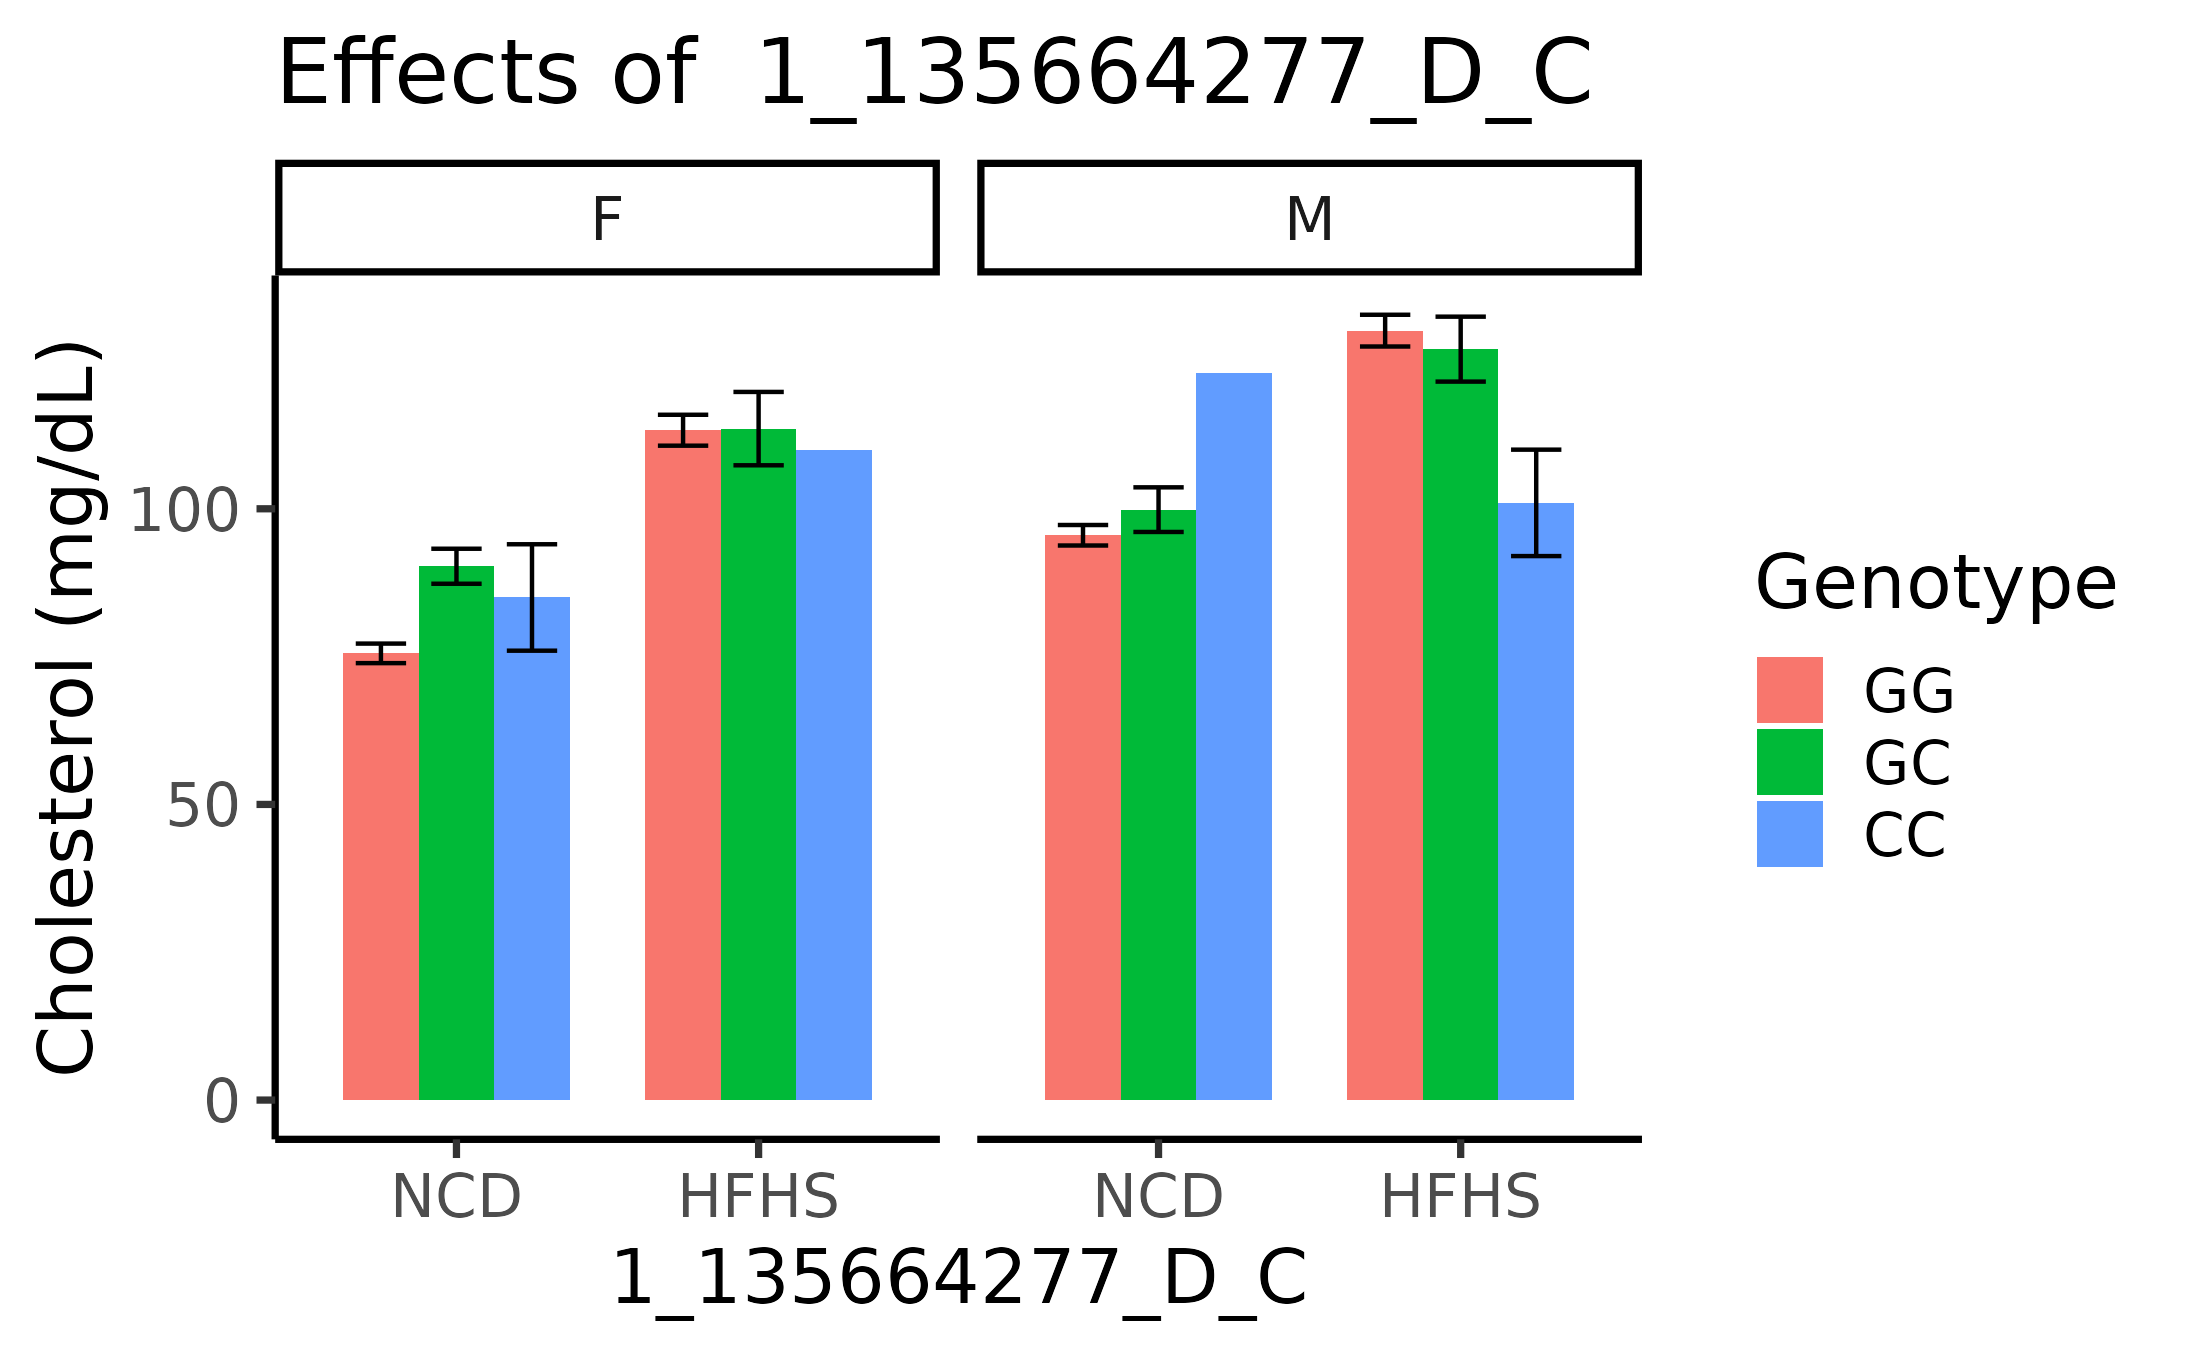 Effects of  1_135664277_D_C
F
M
Cholesterol (mg/dL)
100
50
0
NCD
HFHS
NCD
HFHS
1_135664277_D_C
Genotype
GG
GC
CC